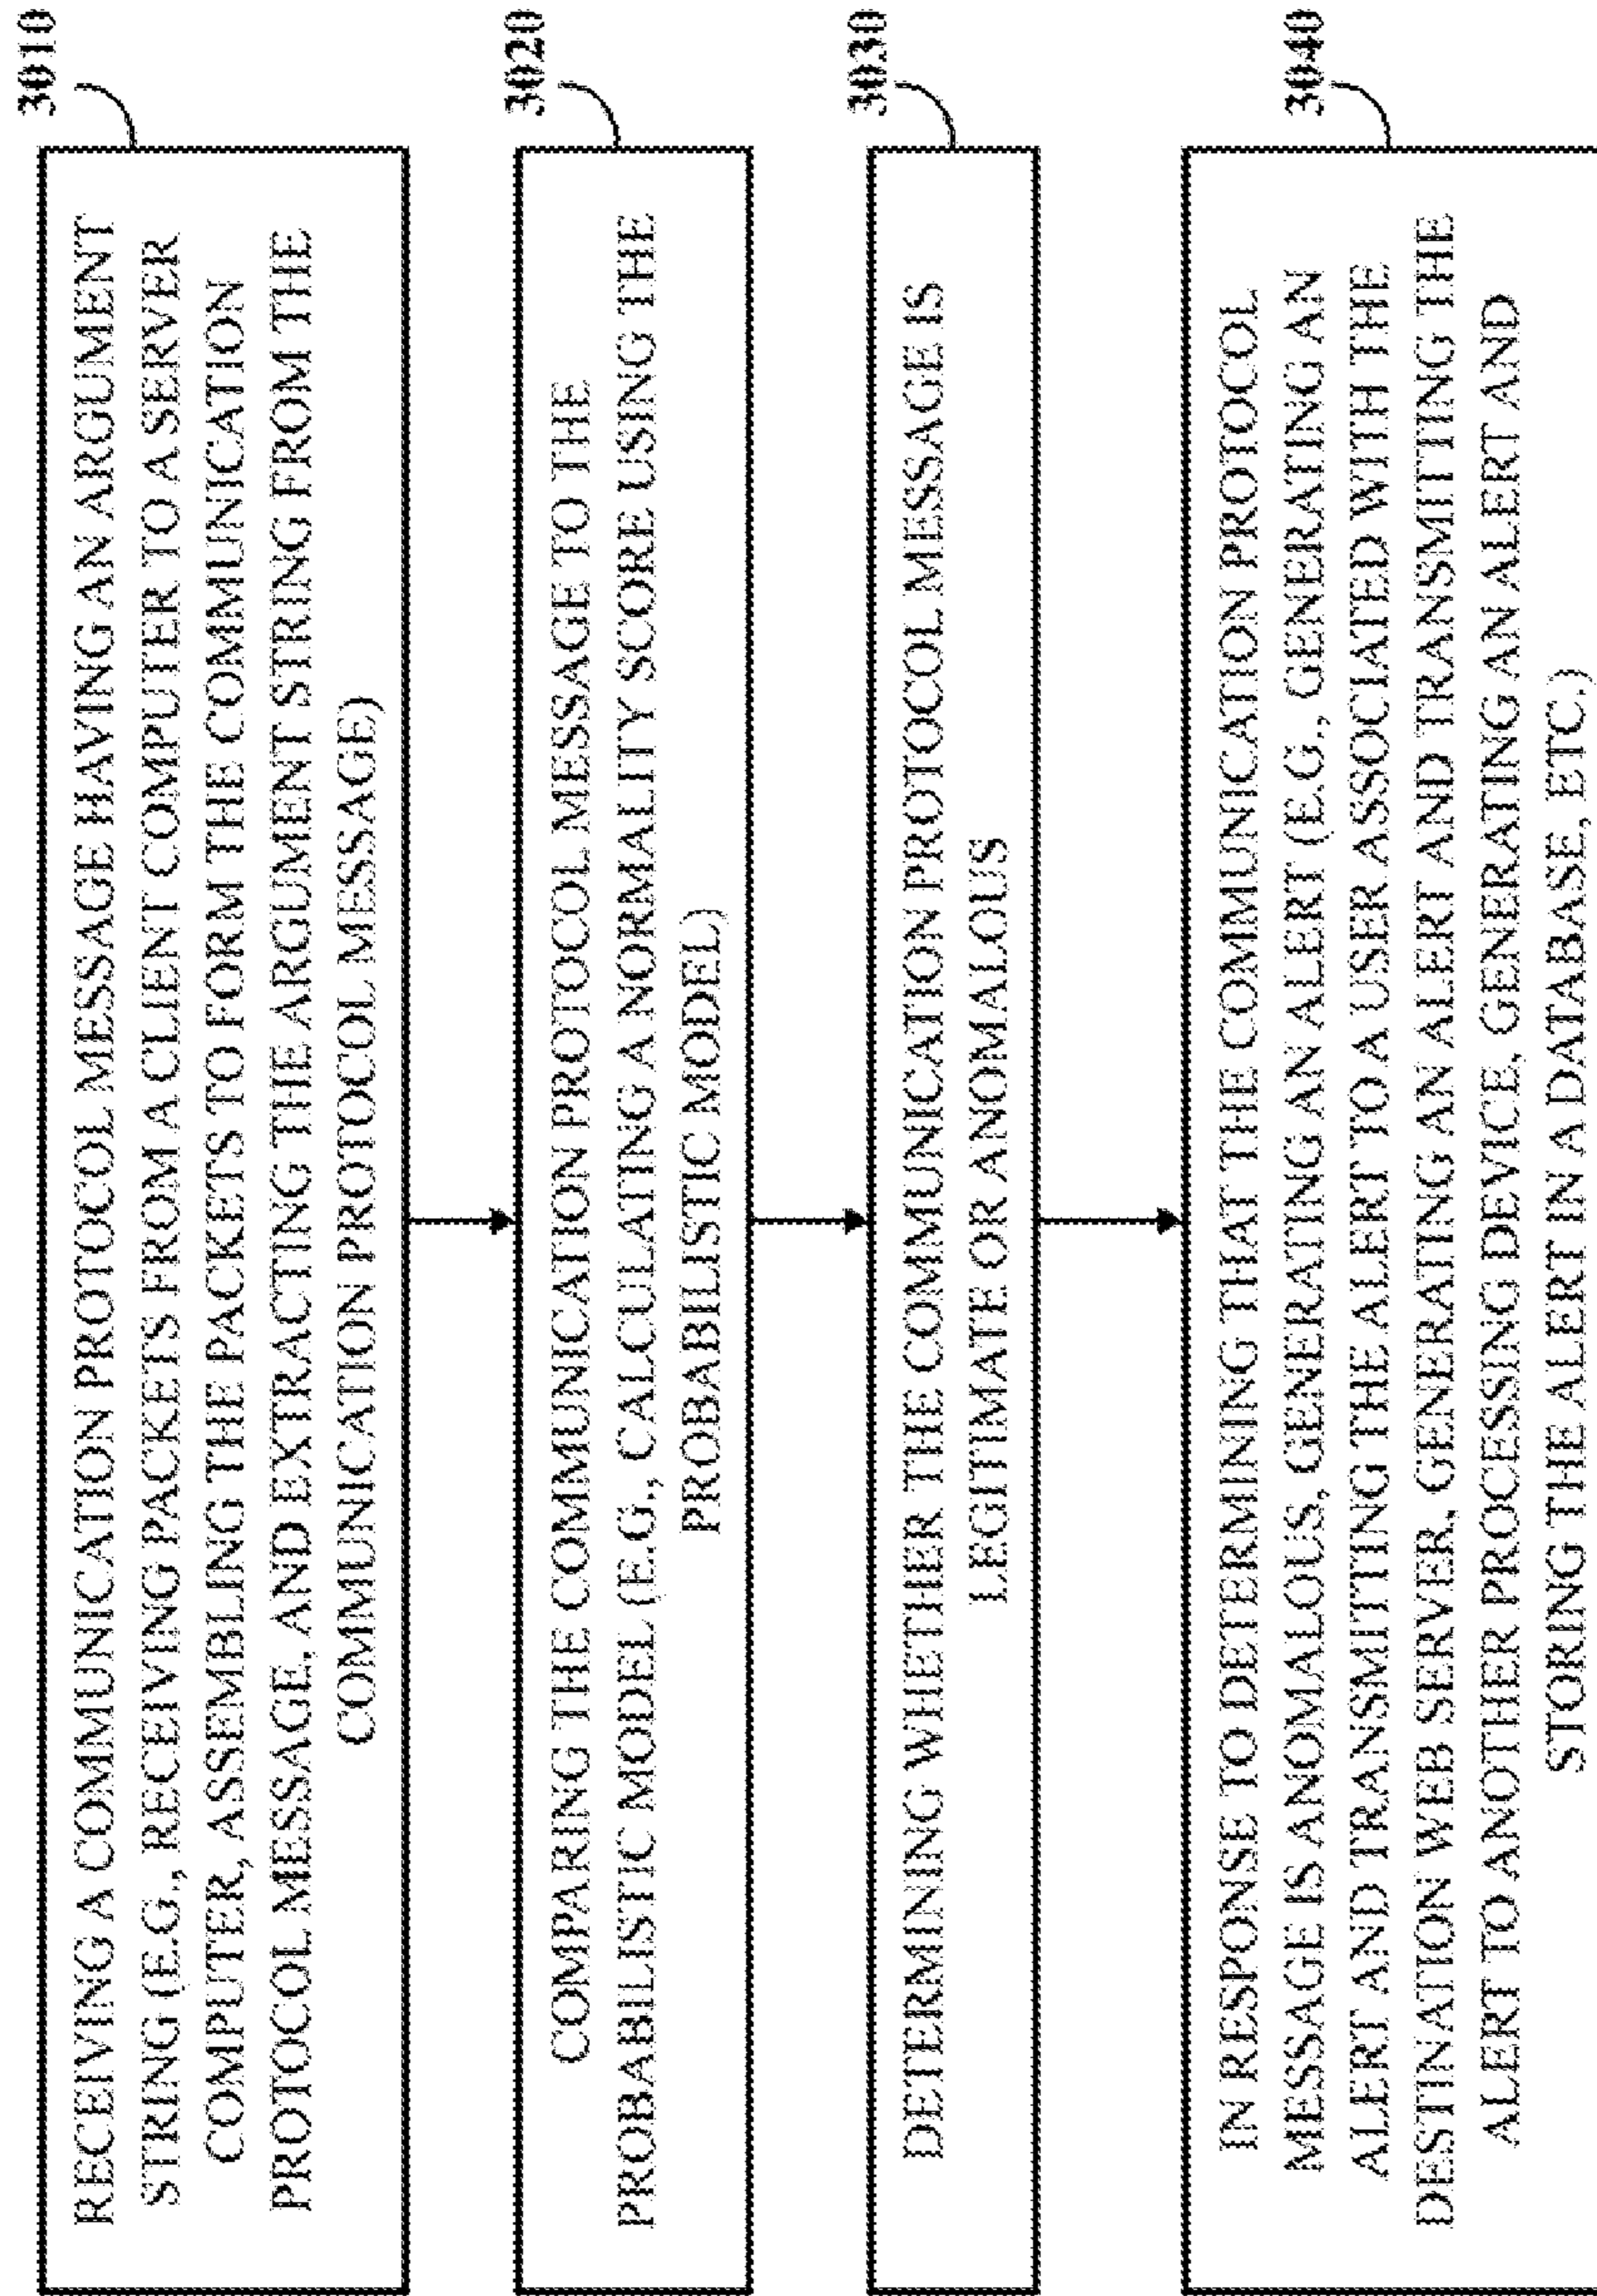 3010
RECEIVING A COMMUNICATION PROTOCOL MESSAGE HAVING AN ARGUMENT
STRING (E.G., RECEIVING PACKETS FROM A CLIENT COMPUTER TO A SERVER
COMPUTER, ASSEMBLING THE PACKETS TO FORM THE COMMUNICATION
PROTOCOL MESSAGE, AND EXTRACTING THE ARGUMENT STRING FROM THE
COMMUNICATION PROTOCOL MESSAGE)
3020
COMPARING THE COMMUNICATION PROTOCOL MESSAGE TO THE
PROBABILISTIC MODEL (E.G., CALCULATING A NORMALITY SCORE USING THE
PROBABILISTIC MODEL)
3030
DETERMINING WHETHER THE COMMUNICATION PROTOCOL MESSAGE IS
LEGITIMATE OR ANOMALOUS
3040
IN RESPONSE TO DETERMINING THAT THE COMMUNICATION PROTOCOL
MESSAGE IS ANOMALOUS, GENERATING AN ALERT (E.G., GENERATING AN
ALERT AND TRANSMITTING THE ALERT TO A USER ASSOCIATED WITH THE
DESTINATION WEB SERVER, GENERATING AN ALERT AND TRANSMITTING THE
ALERT TO ANOTHER PROCESSING DEVICE, GENERATING AN ALERT AND
STORING THE ALERT IN A DATABASE, ETC.)